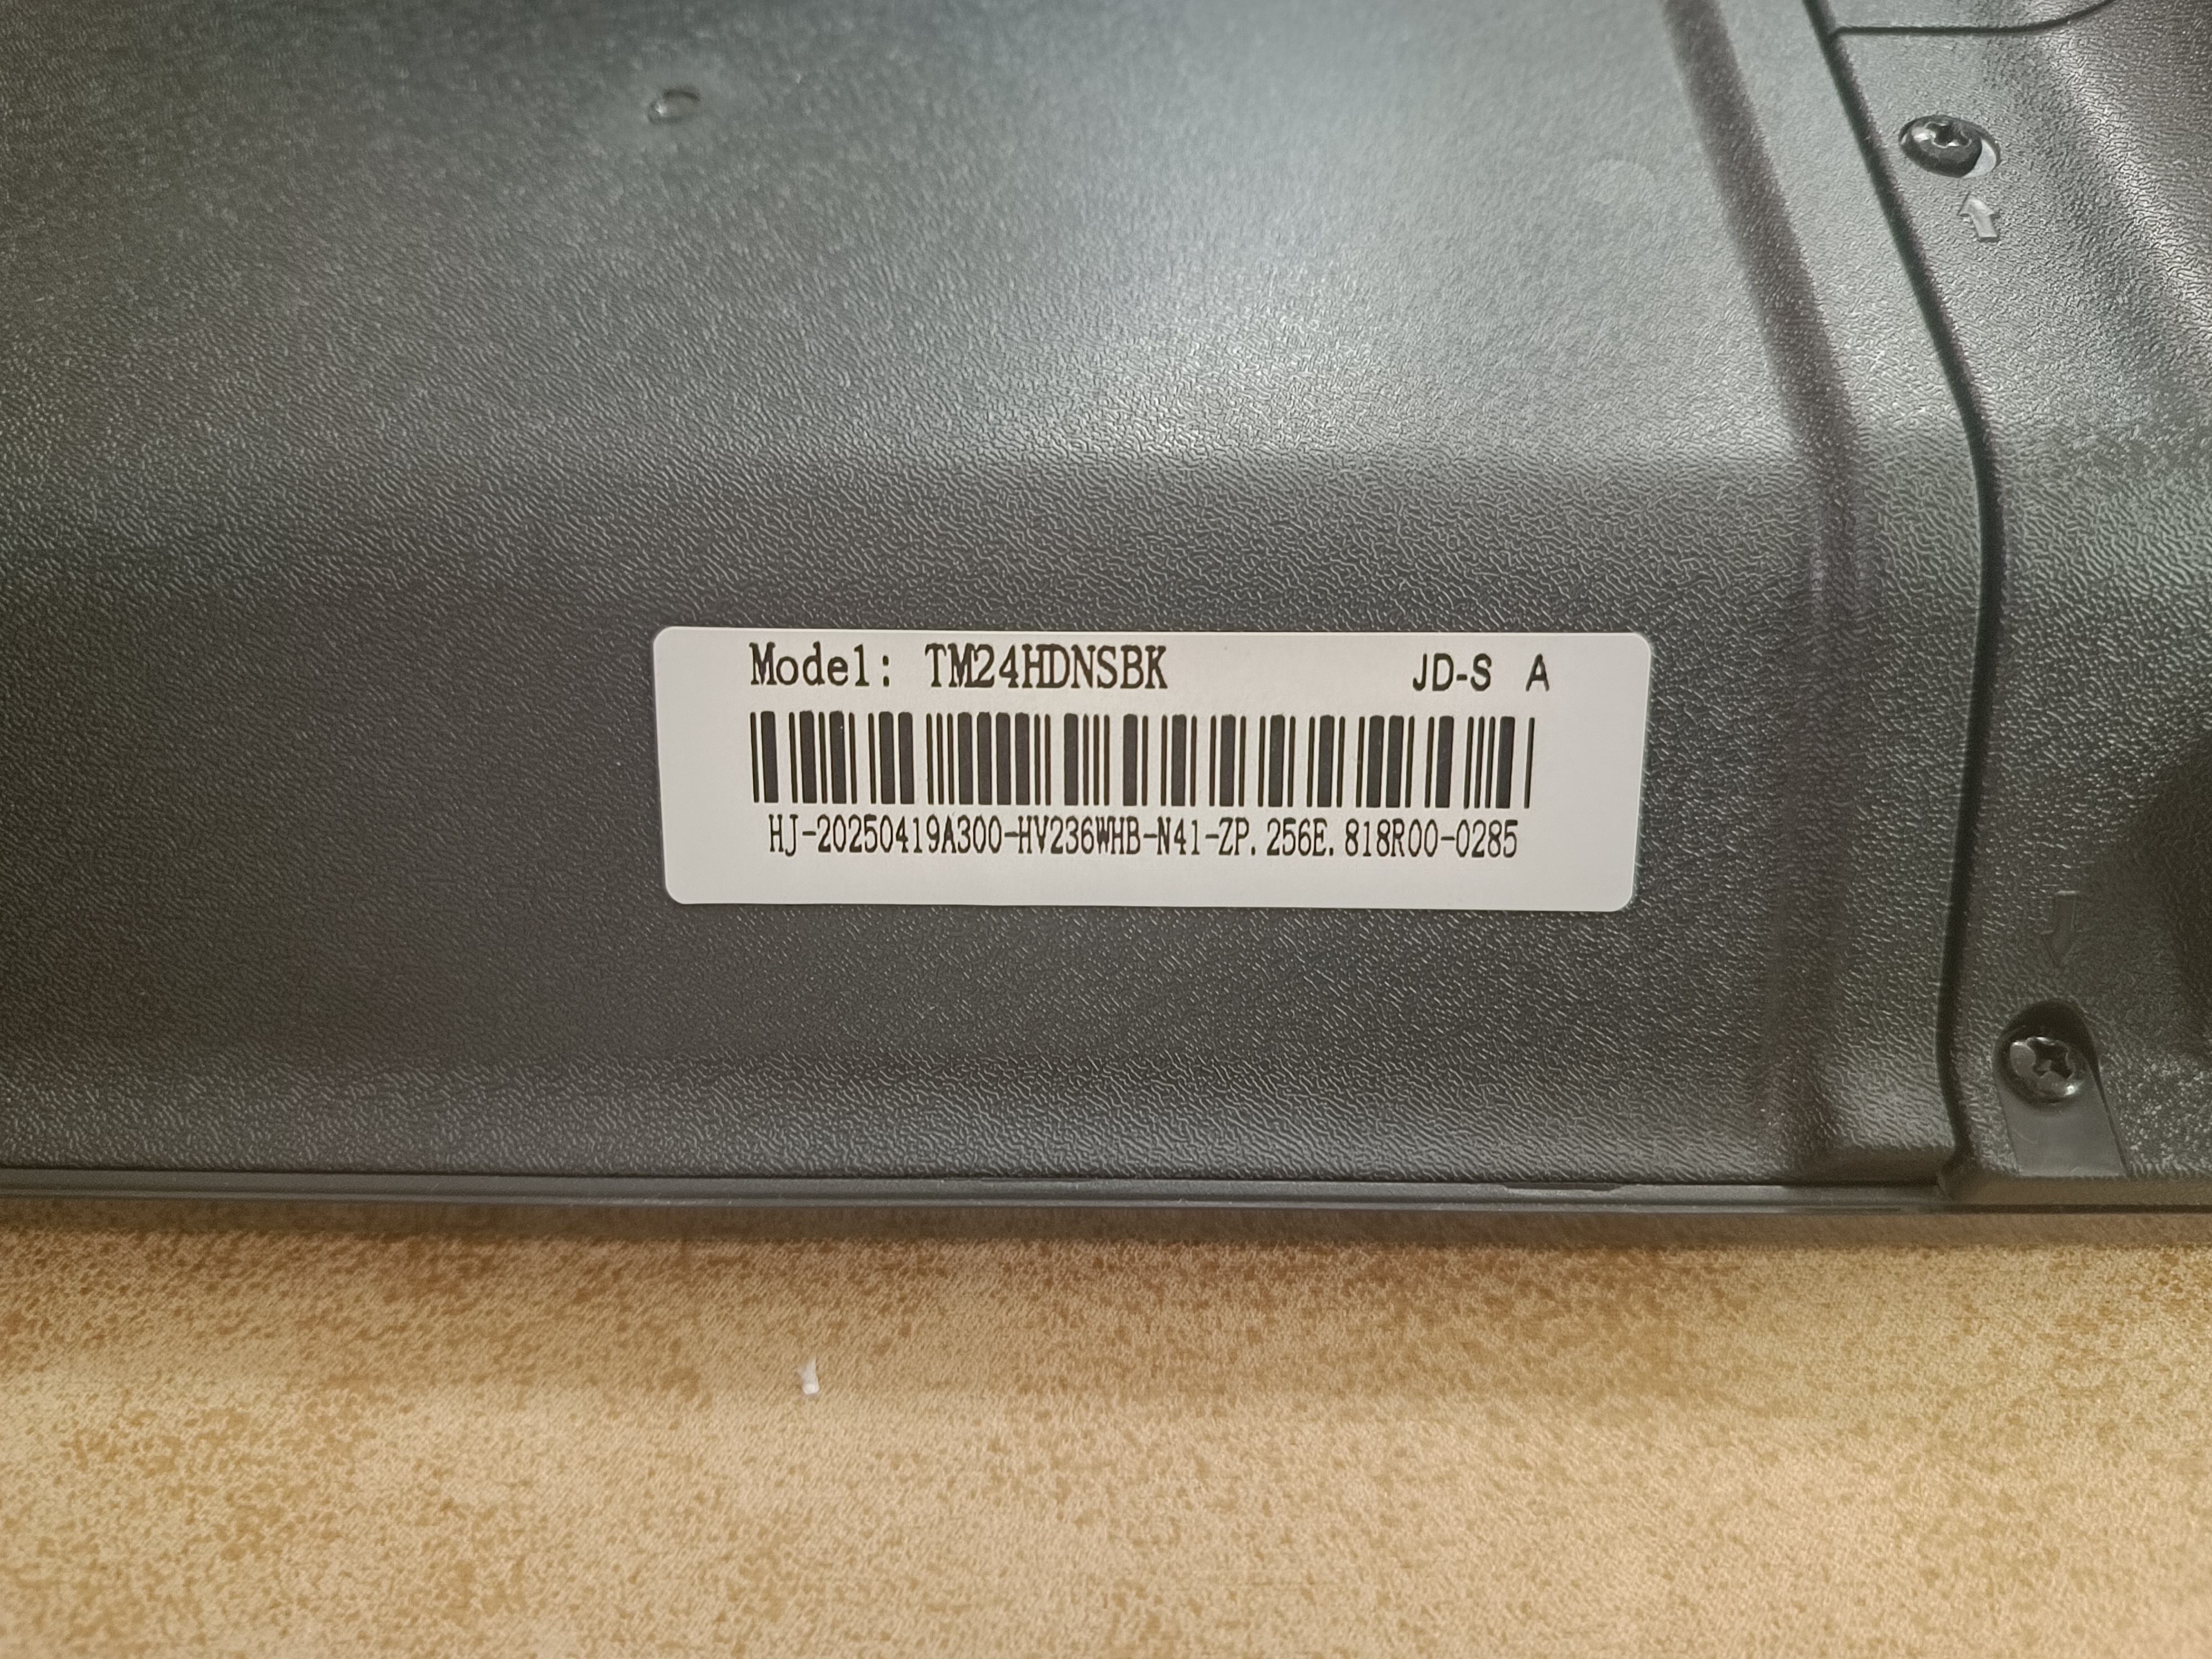 Model: TM24HDNSBK JD-S A
HJ-20250419A300-HV236WHB-N41-ZP.256E.818R00-0285